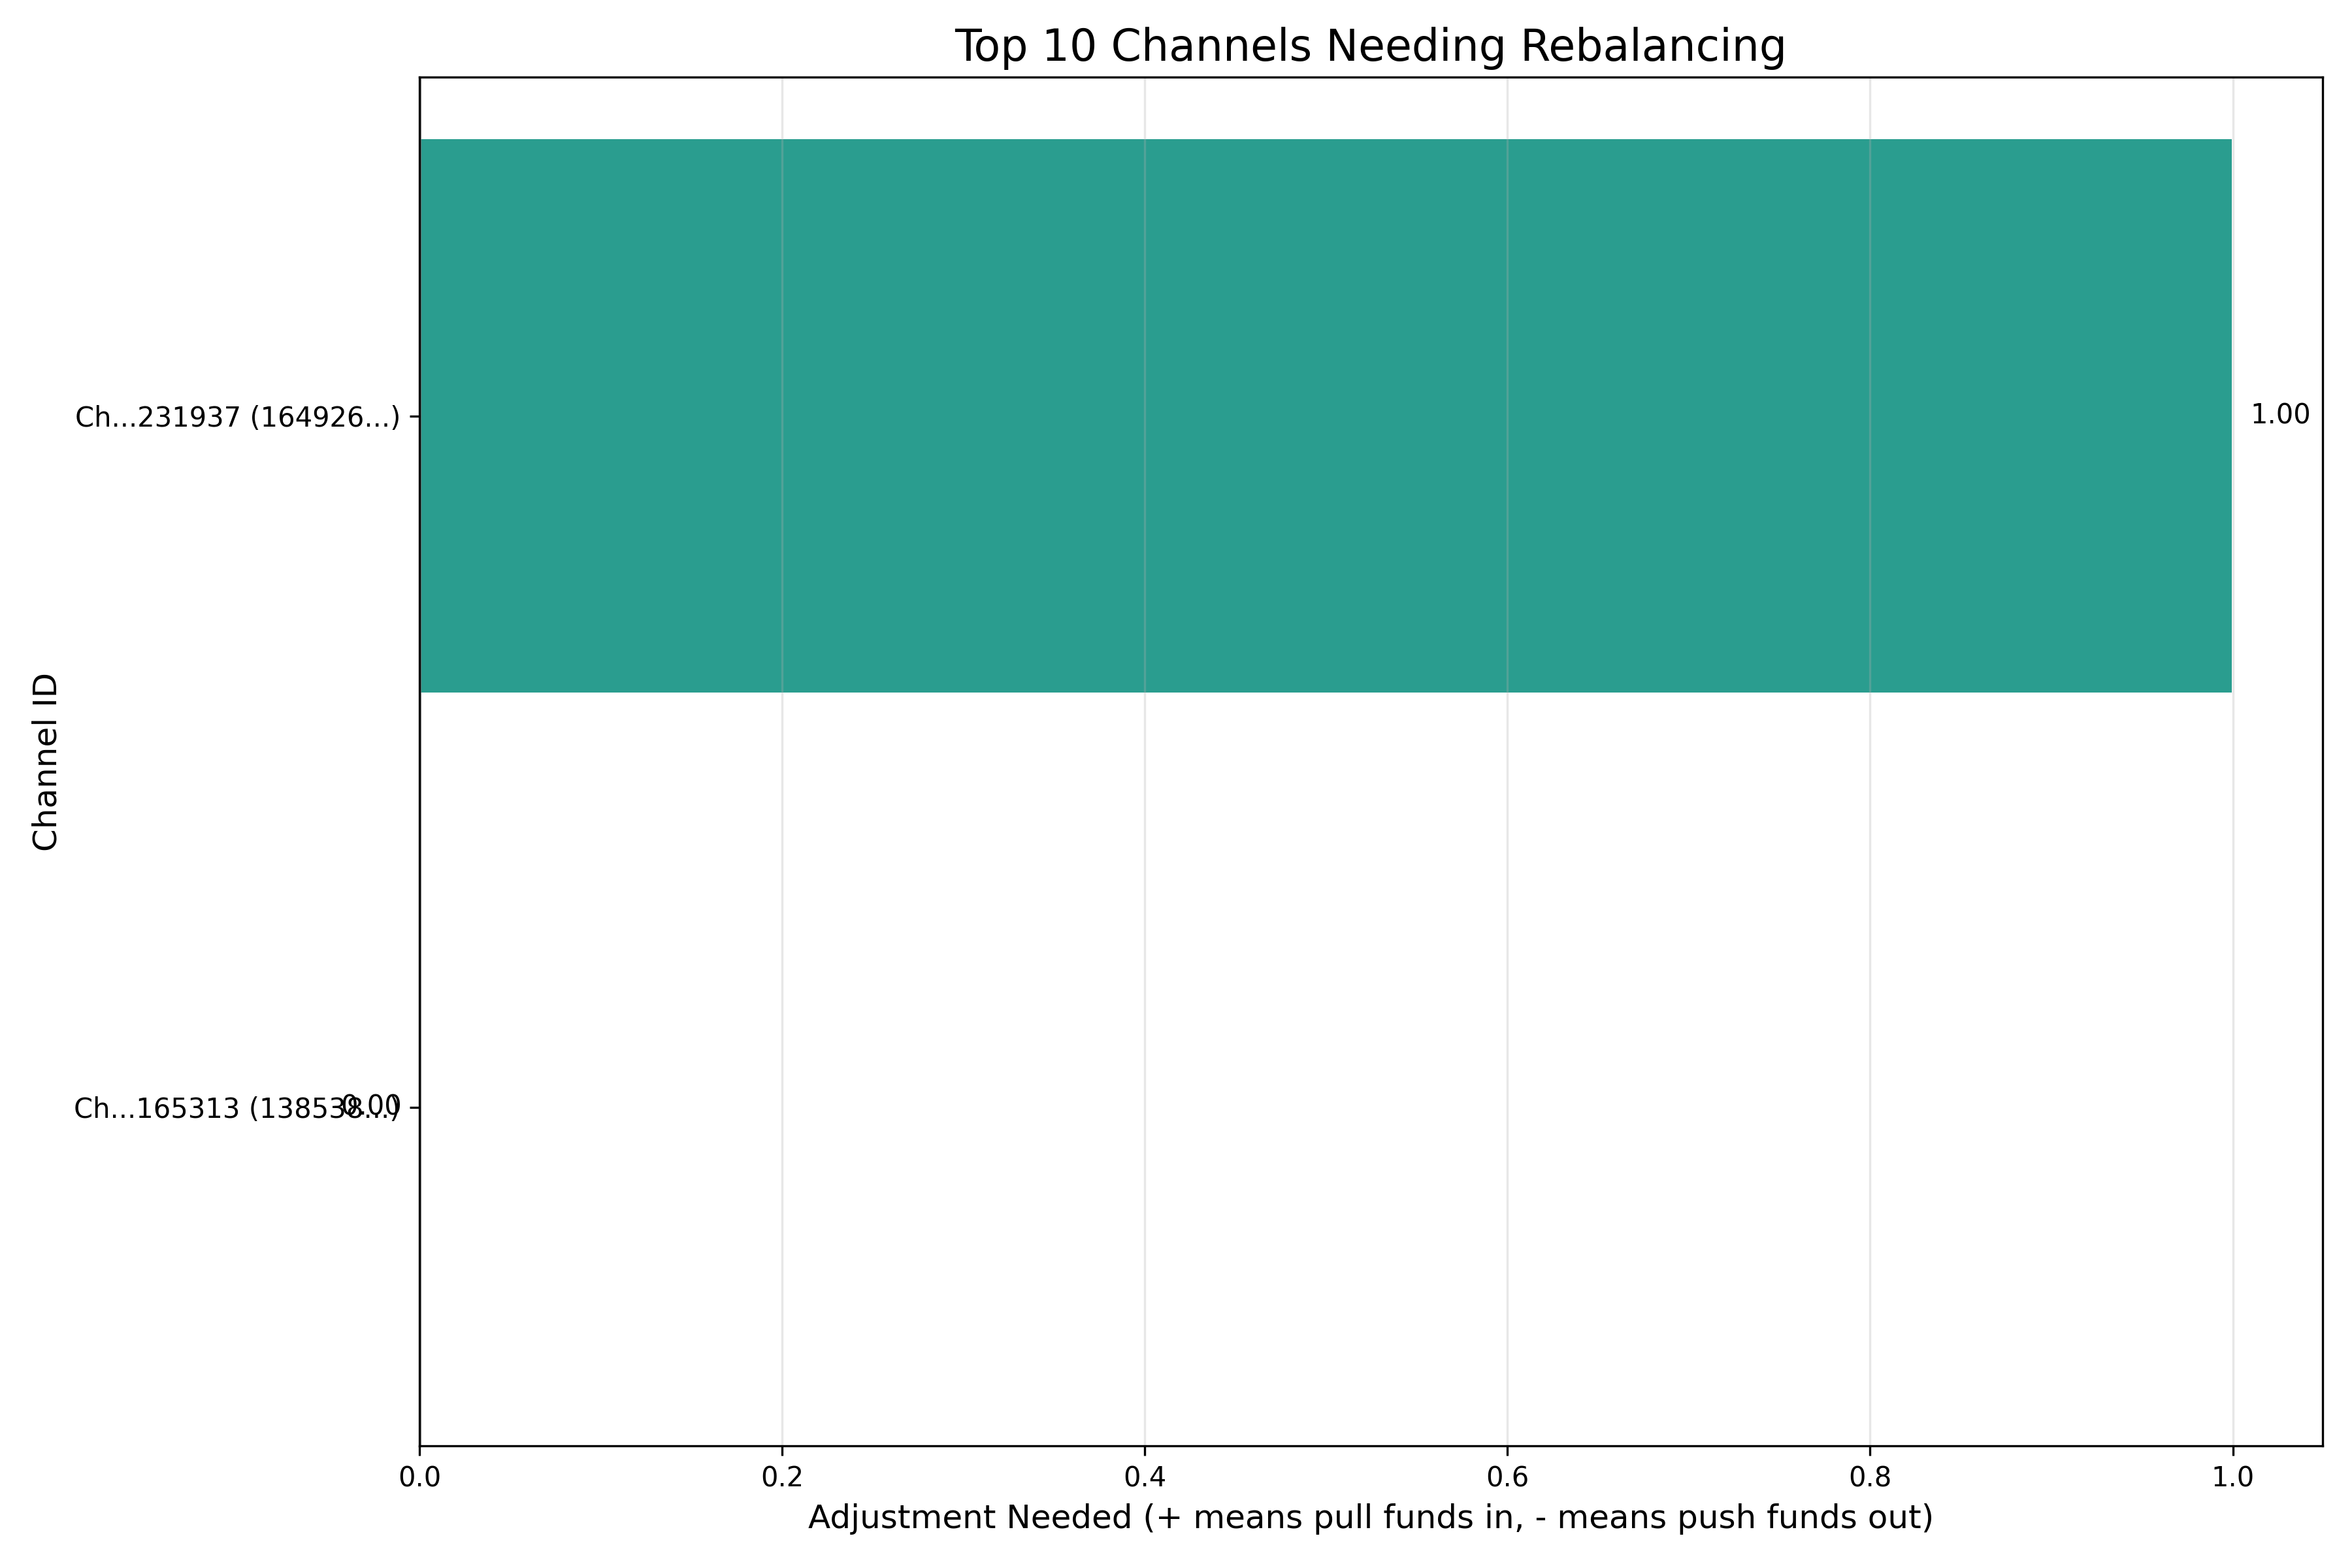 Top 10 Channels Needing Rebalancing
Channel ID
Ch...231937 (164926...)
1.00
Ch...165313 (138538...)
0.00
0.0 0.2 0.4 0.6 0.8 1.0
Adjustment Needed (+ means pull funds in, - means push funds out)